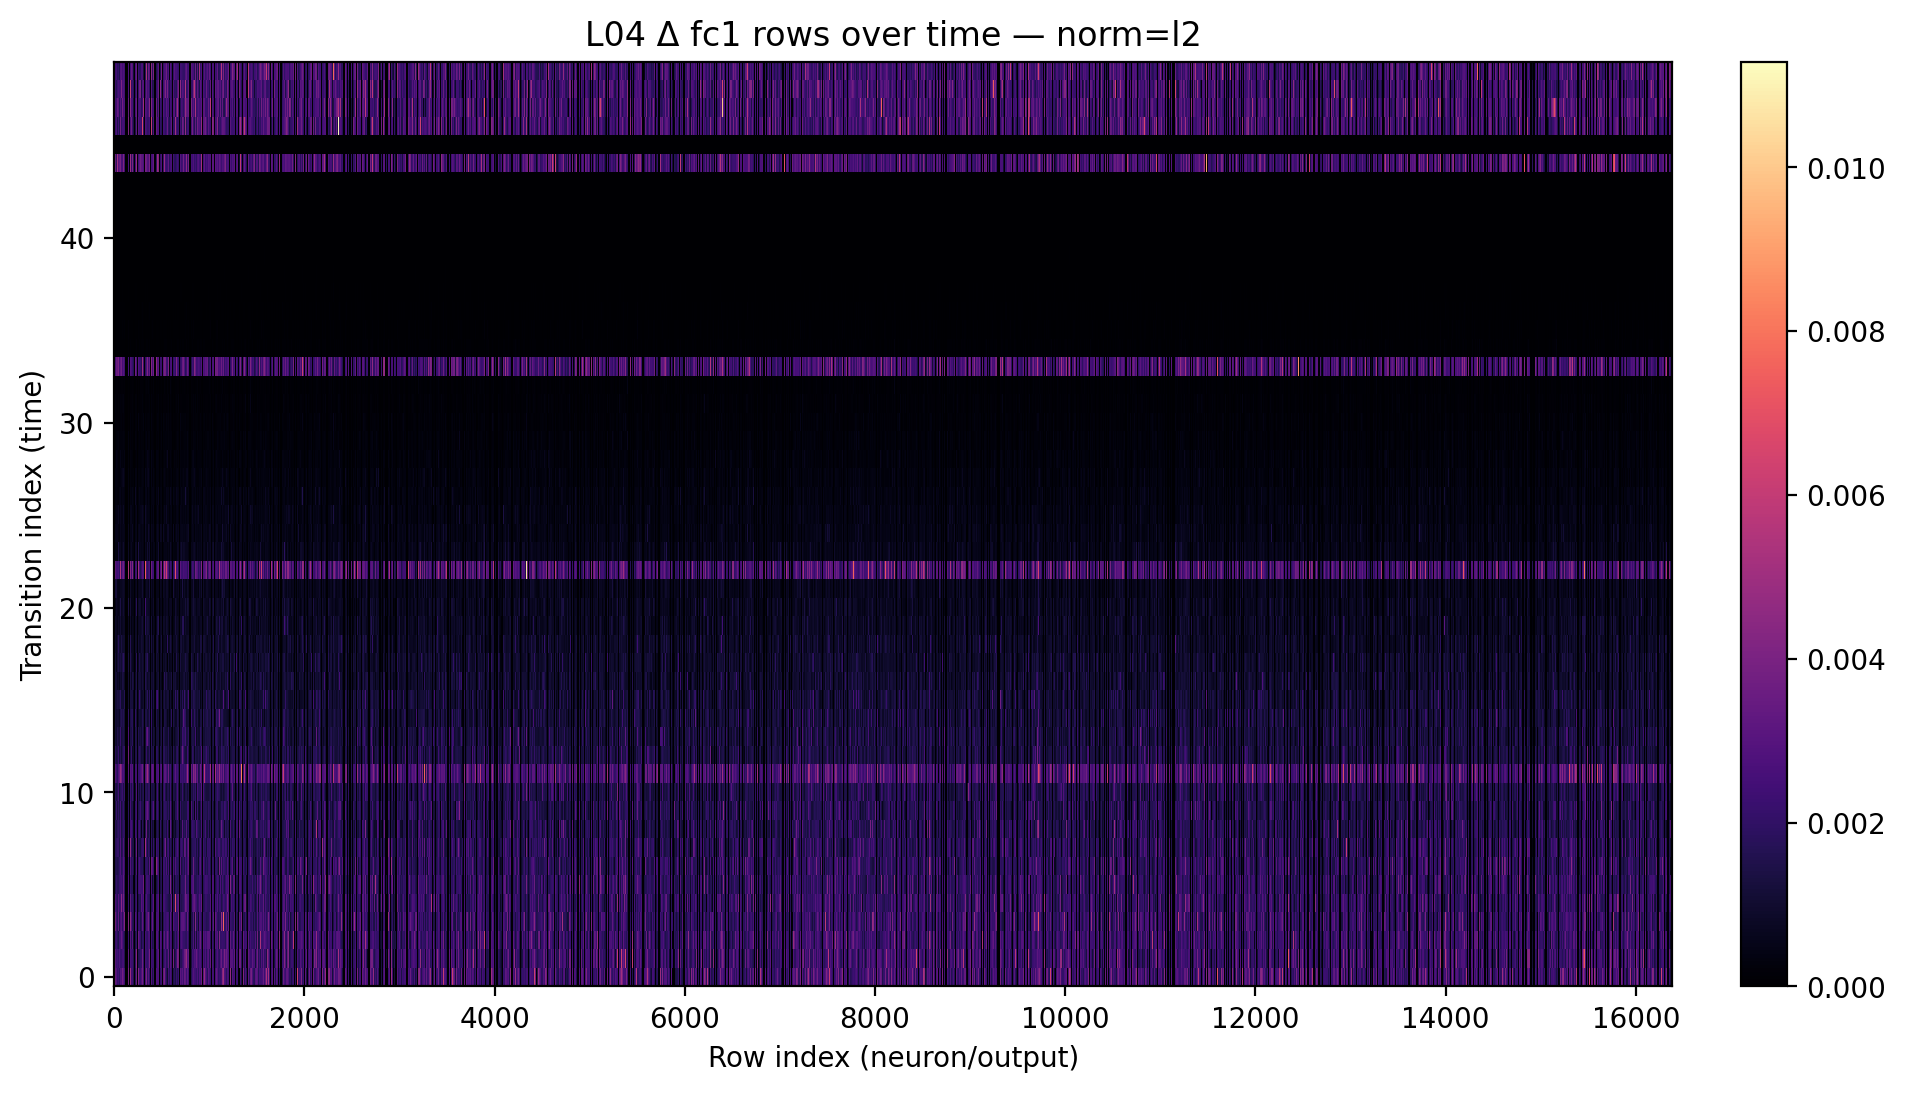 L04 Δ fc1 rows over time — norm=l2
Transition index (time)
40
30
20
10
0
0 2000 4000 6000 8000 10000 12000 14000 16000
Row index (neuron/output)
0.010
0.008
0.006
0.004
0.002
0.000